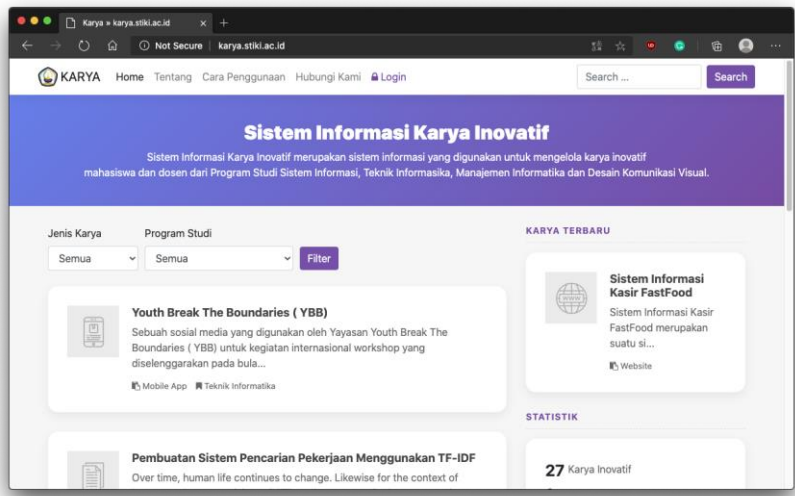 Karya » karya.stiki.ac.id
Not Secure | karya.stiki.ac.id
KARYA Home Tentang Cara Penggunaan Hubungi Kami Login Search ... Search
Sistem Informasi Karya Inovatif
Sistem Informasi Karya Inovatif merupakan sistem informasi yang digunakan untuk mengelola karya inovatif
mahasiswa dan dosen dari Program Studi Sistem Informasi, Teknik Informasika, Manajemen Informatika dan Desain Komunikasi Visual.
Jenis Karya Program Studi
Semua Semua Filter
Youth Break The Boundaries ( YBB)
Sebuah sosial media yang digunakan oleh Yayasan Youth Break The
Boundaries ( YBB) untuk kegiatan internasional workshop yang
diselenggarakan pada bula...
Mobile App Teknik Informatika
Pembuatan Sistem Pencarian Pekerjaan Menggunakan TF-IDF
Over time, human life continues to change. Likewise for the context of
KARYA TERBARU
WWW
Sistem Informasi
Kasir FastFood
Sistem Informasi Kasir
FastFood merupakan
suatu si...
Website
STATISTIK
27 Karya Inovatif